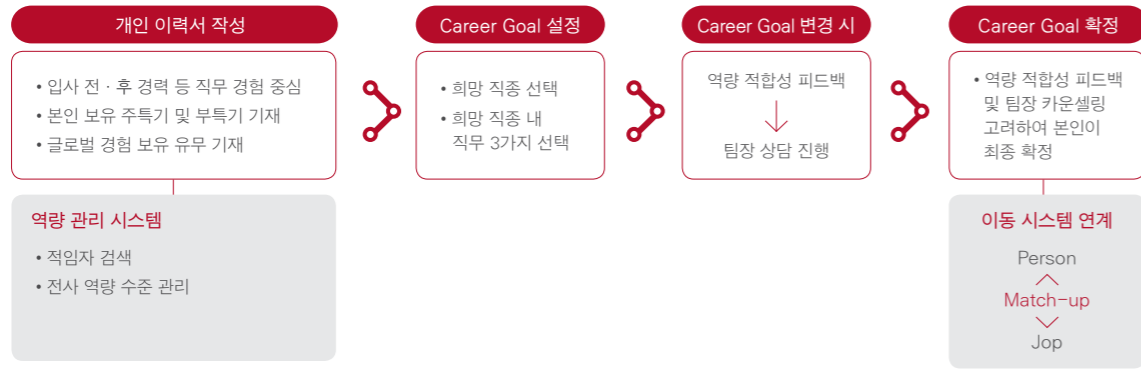 개인 이력서 작성
• 입사 전 · 후 경력 등 직무 경험 중심
• 본인 보유 주특기 및 부특기 기재
• 글로벌 경험 보유 유무 기재
역량 관리 시스템
• 적임자 검색
• 전사 역량 수준 관리
Career Goal 설정
• 희망 직종 선택
• 희망 직종 내
직무 3가지 선택
Career Goal 변경 시
역량 적합성 피드백
팀장 상담 진행
Career Goal 확정
• 역량 적합성 피드백
및 팀장 카운셀링
고려하여 본인이
최종 확정
이동 시스템 연계
Person
Match-up
Jop